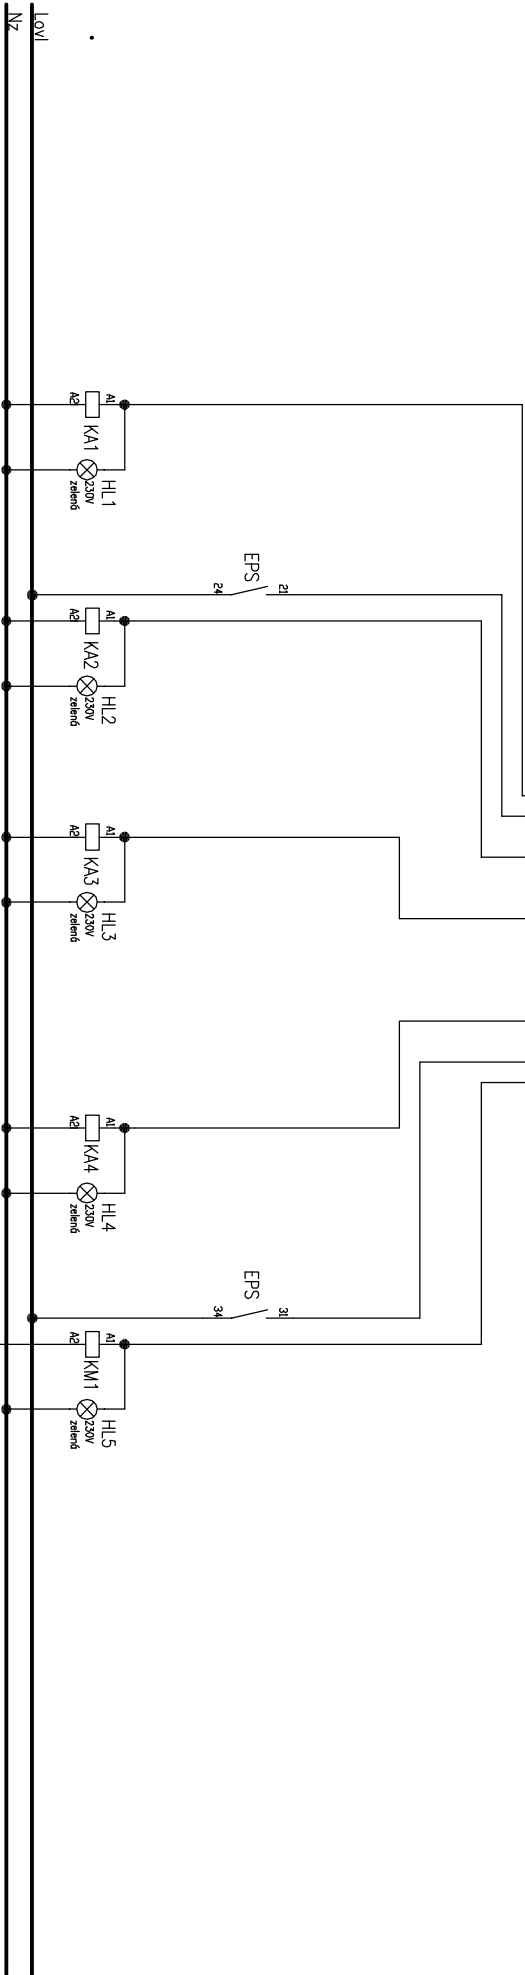 Lovl
Nz
A1
A2
KA1
HL1
230V
zelená
EPS
21
24
A1
A2
KA2
HL2
230V
zelená
A1
A2
KA3
HL3
230V
zelená
A1
A2
KA4
HL4
230V
zelená
EPS
31
34
A1
A2
KM1
HL5
230V
zelená